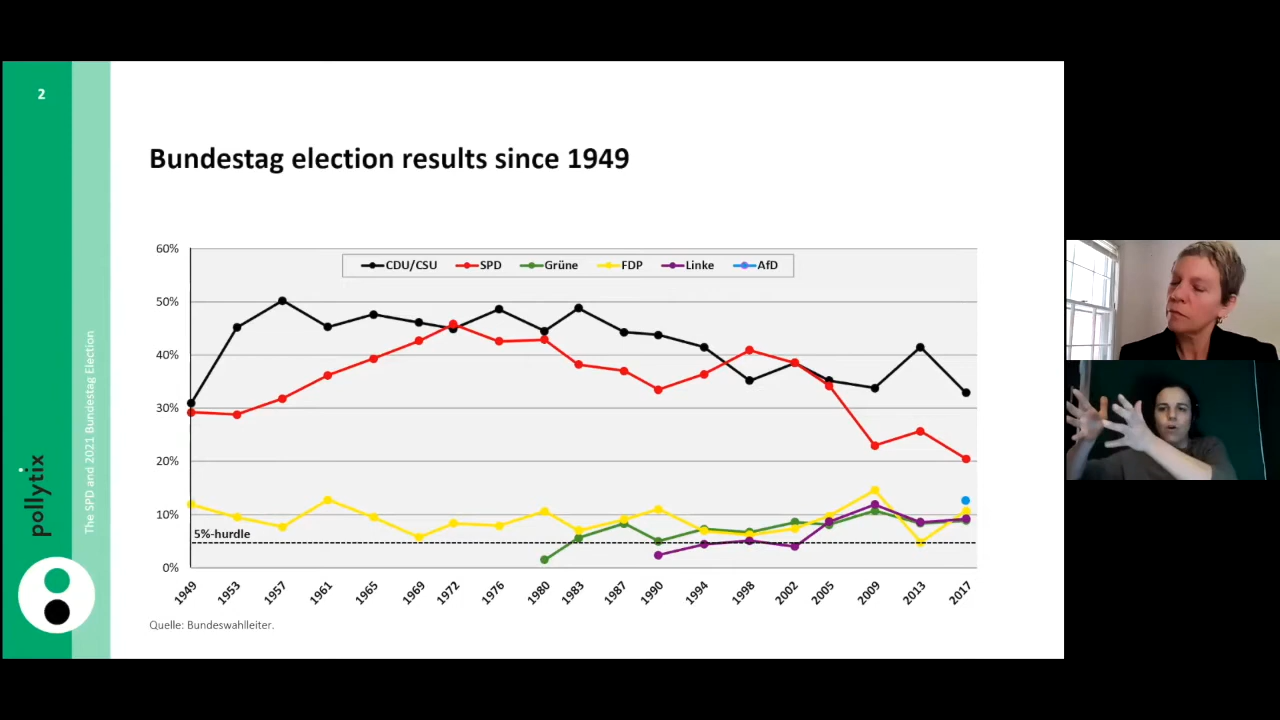 2
Bundestag election results since 1949
60%
CDU/CSU SPD Grüne FDP Linke AfD
50%
40%
30%
20%
10%
5%-hurdle
0%
1949 1953 1957 1961 1965 1969 1972 1976 1980 1983 1987 1990 1994 1998 2002 2005 2009 2013 2017
Quelle: Bundeswahlleiter.
The SPD and 2021 Bundestag Election
pollytix